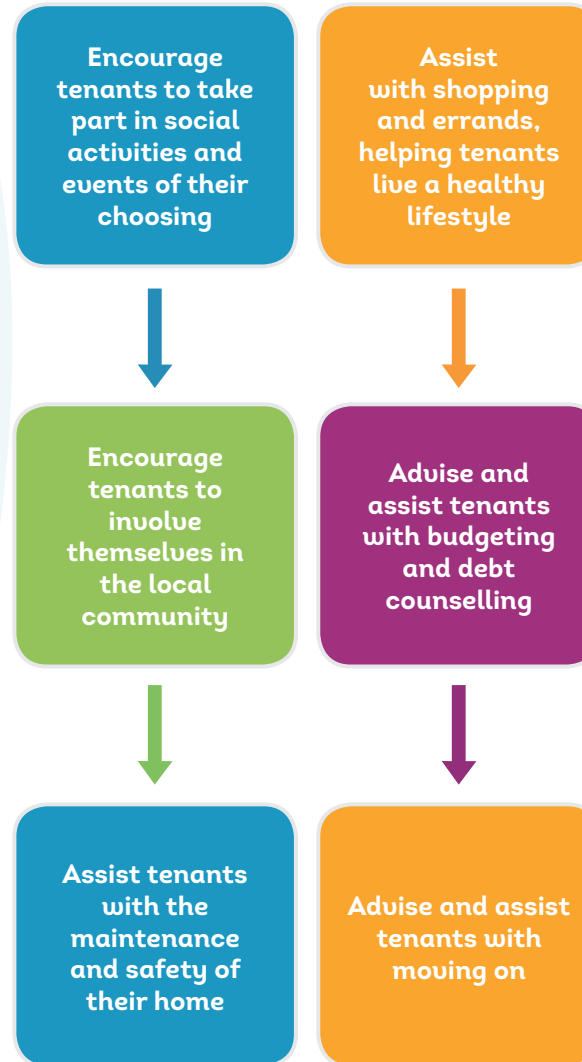 Encourage
tenants to take
part in social
activities and
events of their
choosing
Assist
with shopping
and errands,
helping tenants
live a healthy
lifestyle
Encourage
tenants to
involve
themselves in
the local
community
Advise and
assist tenants
with budgeting
and debt
counselling
Assist tenants
with the
maintenance
and safety of
their home
Advise and assist
tenants with
moving on